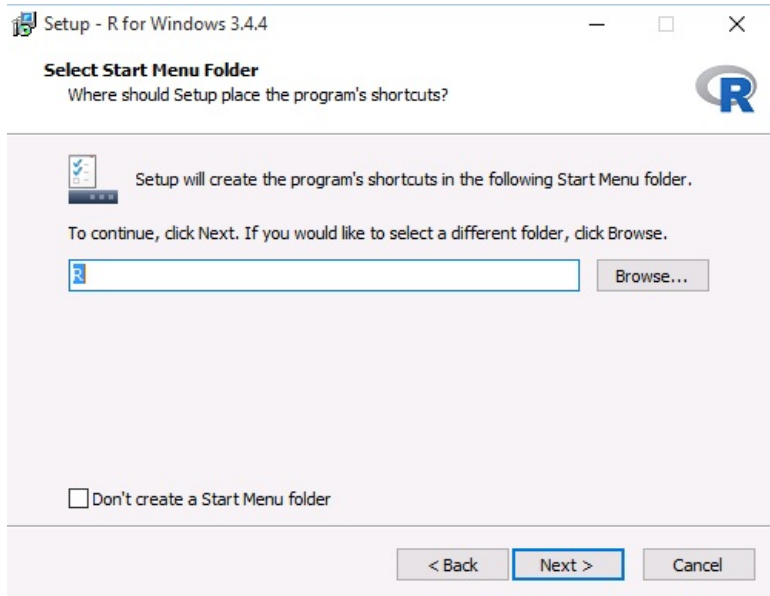 Setup - R for Windows 3.4.4
Select Start Menu Folder
Where should Setup place the program's shortcuts?
R
Setup will create the program's shortcuts in the following Start Menu folder.
To continue, click Next. If you would like to select a different folder, click Browse.
R
Browse...
Don't create a Start Menu folder
< Back
Next >
Cancel